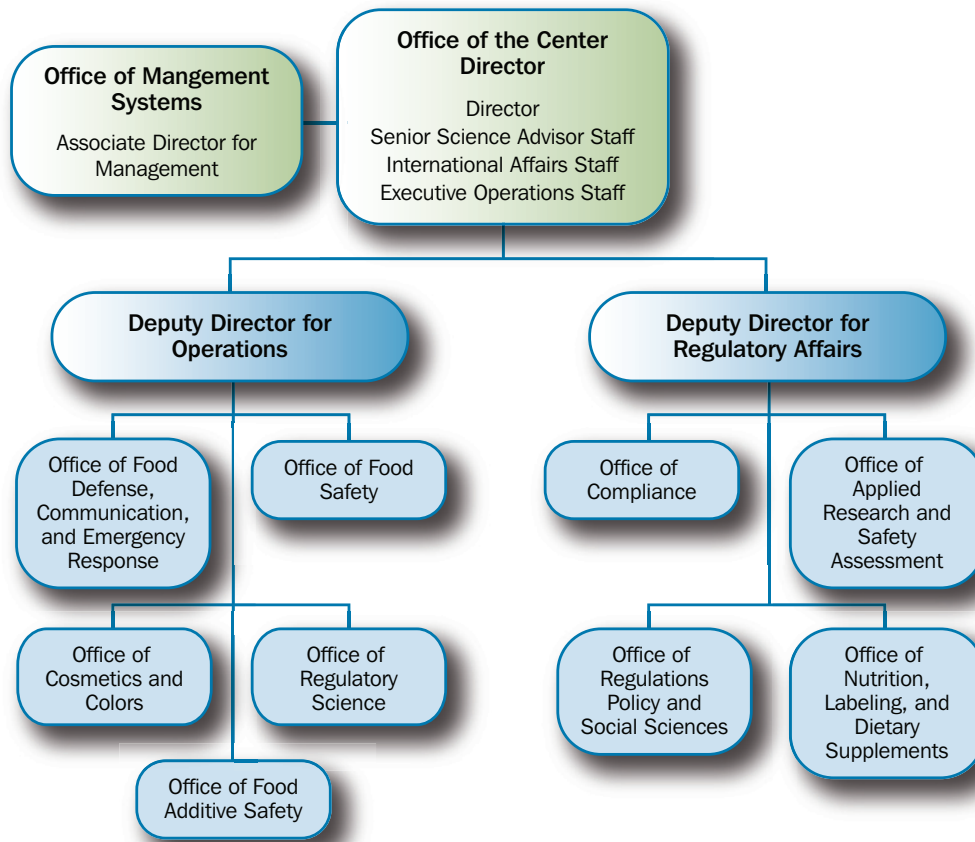 Office of Mangement
Systems
Associate Director for
Management
Office of the Center
Director
Director
Senior Science Advisor Staff
International Affairs Staff
Executive Operations Staff
Deputy Director for
Operations
Deputy Director for
Regulatory Affairs
Office of Food
Defense,
Communication,
and Emergency
Response
Office of Food
Safety
Office of
Compliance
Office of
Applied
Research and
Safety
Assessment
Office of
Cosmetics and
Colors
Office of
Regulatory
Science
Office of
Regulations
Policy and
Social Sciences
Office of
Nutrition,
Labeling, and
Dietary
Supplements
Office of Food
Additive Safety